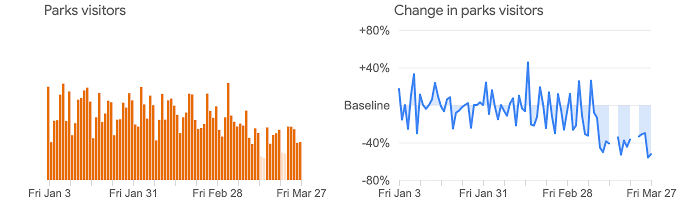 Parks visitors
Fri Jan 3 Fri Jan 31 Fri Feb 28 Fri Mar 27
Change in parks visitors
+80%
+40%
Baseline
-40%
-80%
Fri Jan 3 Fri Jan 31 Fri Feb 28 Fri Mar 27